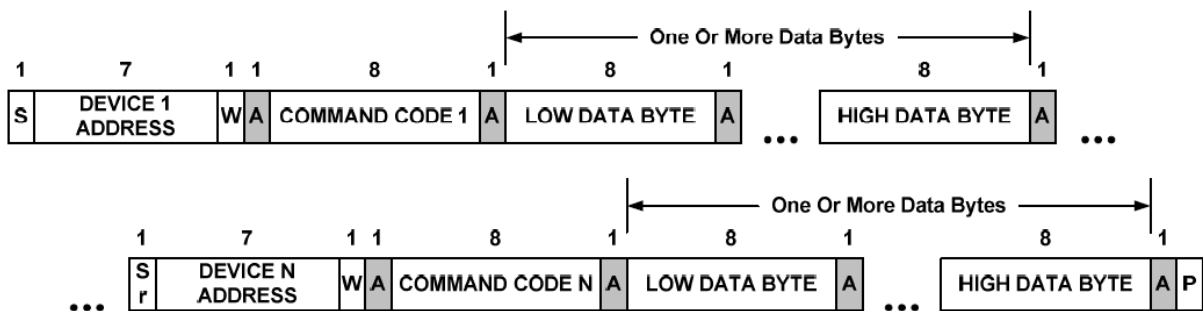 One Or More Data Bytes
1 7 1 1 8 1 8 1 8 1
S DEVICE 1 ADDRESS W A COMMAND CODE 1 A LOW DATA BYTE A ... HIGH DATA BYTE A ...
One Or More Data Bytes
1 7 1 1 8 1 8 1 8 1
... Sr DEVICE N ADDRESS W A COMMAND CODE N A LOW DATA BYTE A ... HIGH DATA BYTE A P